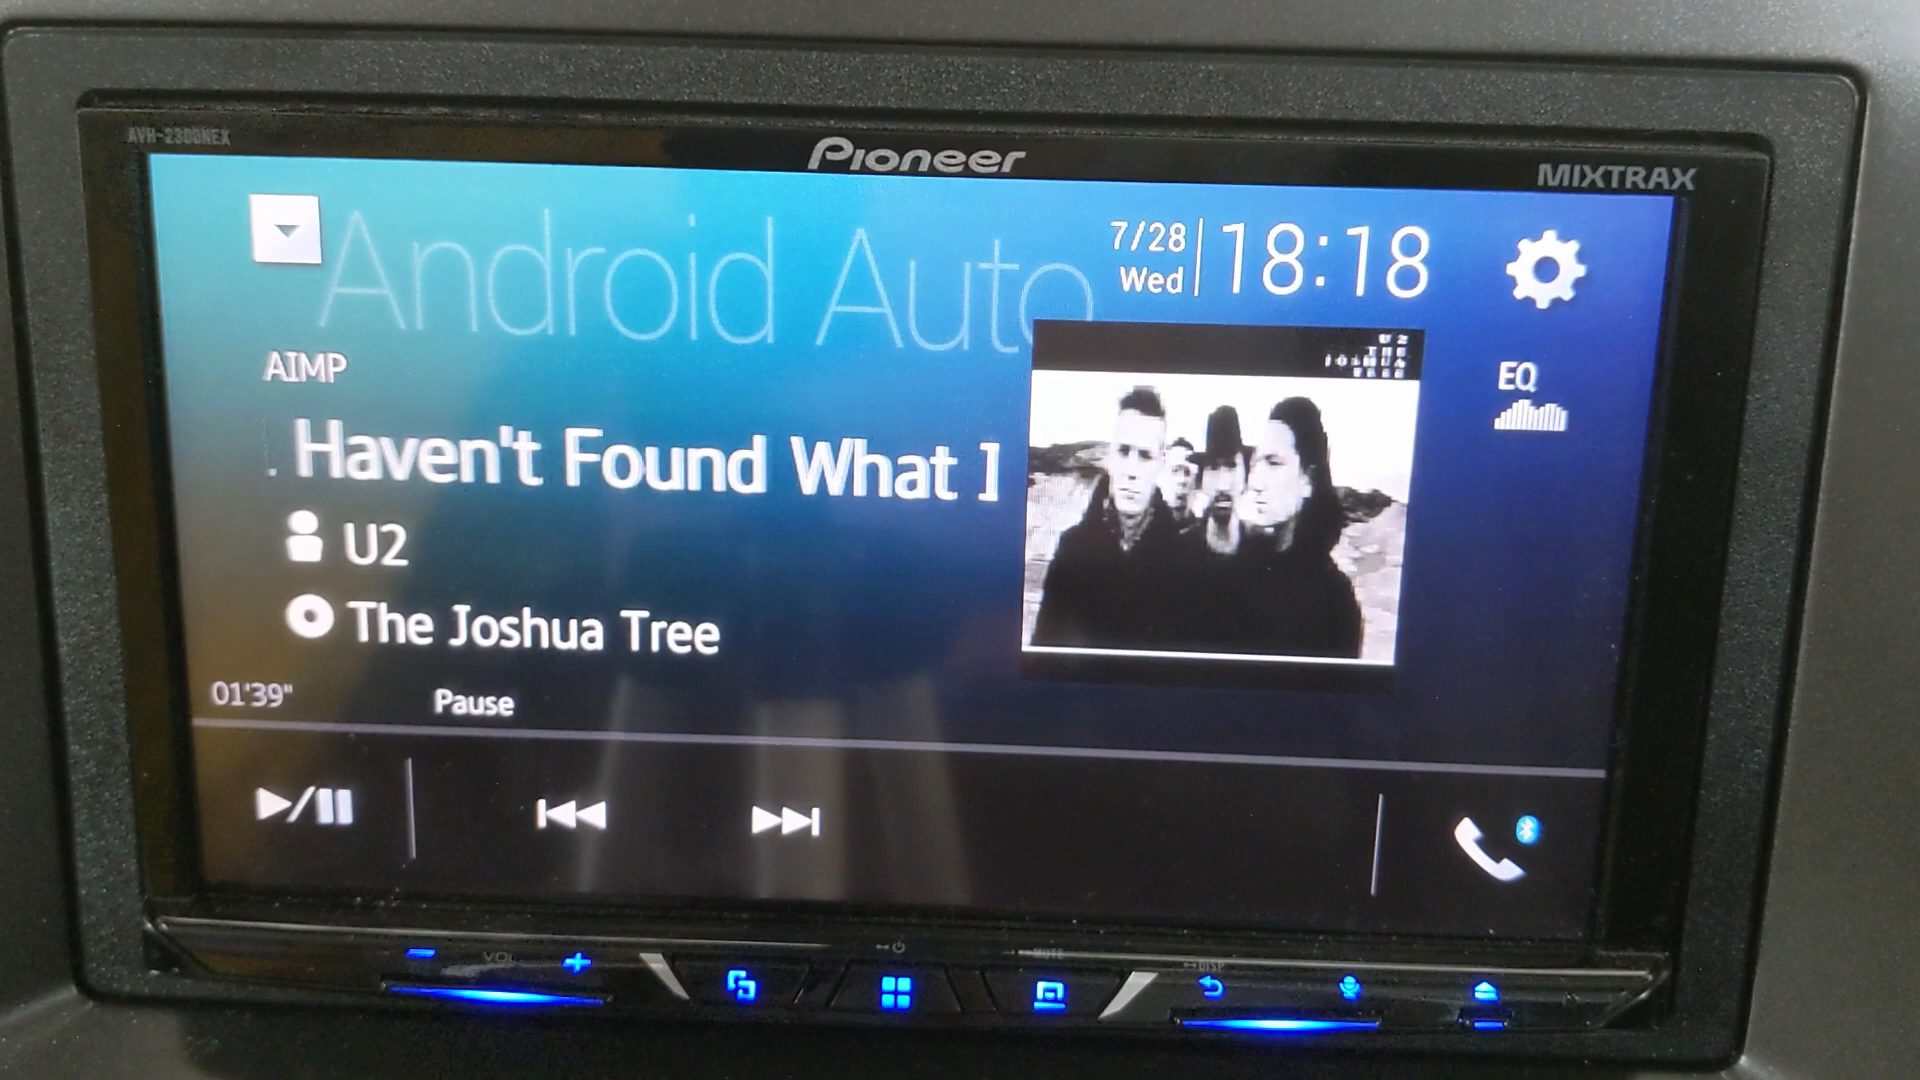 AVH-2300NEX
Pioneer
MIXTRAX
Android Auto
7/28
Wed
18:18
AIMP
. Haven't Found What I
EQ
U2
The Joshua Tree
U2
THE
JOSHUA
TREE
01'39"
Pause
VOL
MUTE
DISP